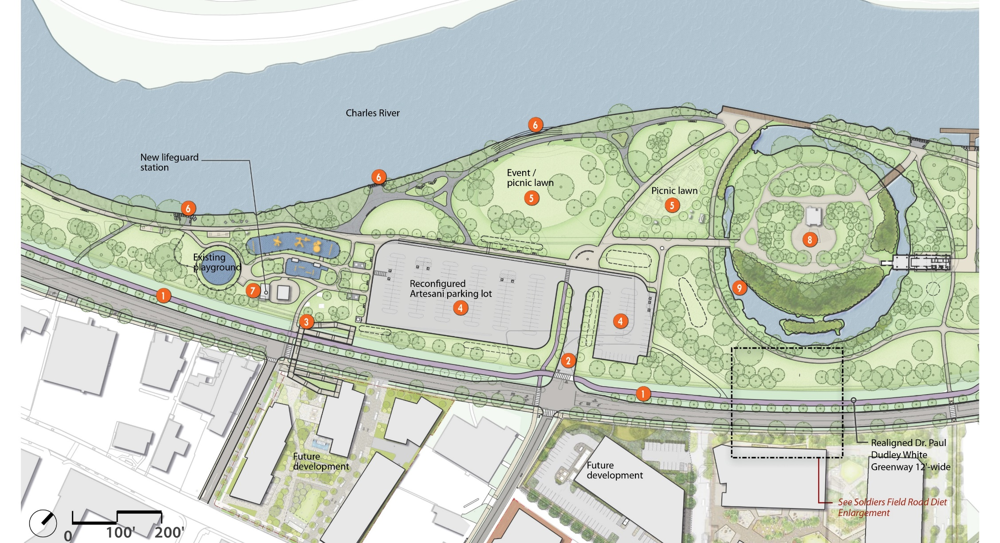 Charles River
6
New lifeguard
station
6
Event /
picnic lawn
5
6
Picnic lawn
5
8
Existing
playground
7
Reconfigured
Artesani parking lot
4
4
9
1
3
2
1
Realigned Dr. Paul
Dudley White
Greenway 12'-wide
Future
development
Future
development
See Soldiers Field Road Diet
Enlargement
0 100' 200'